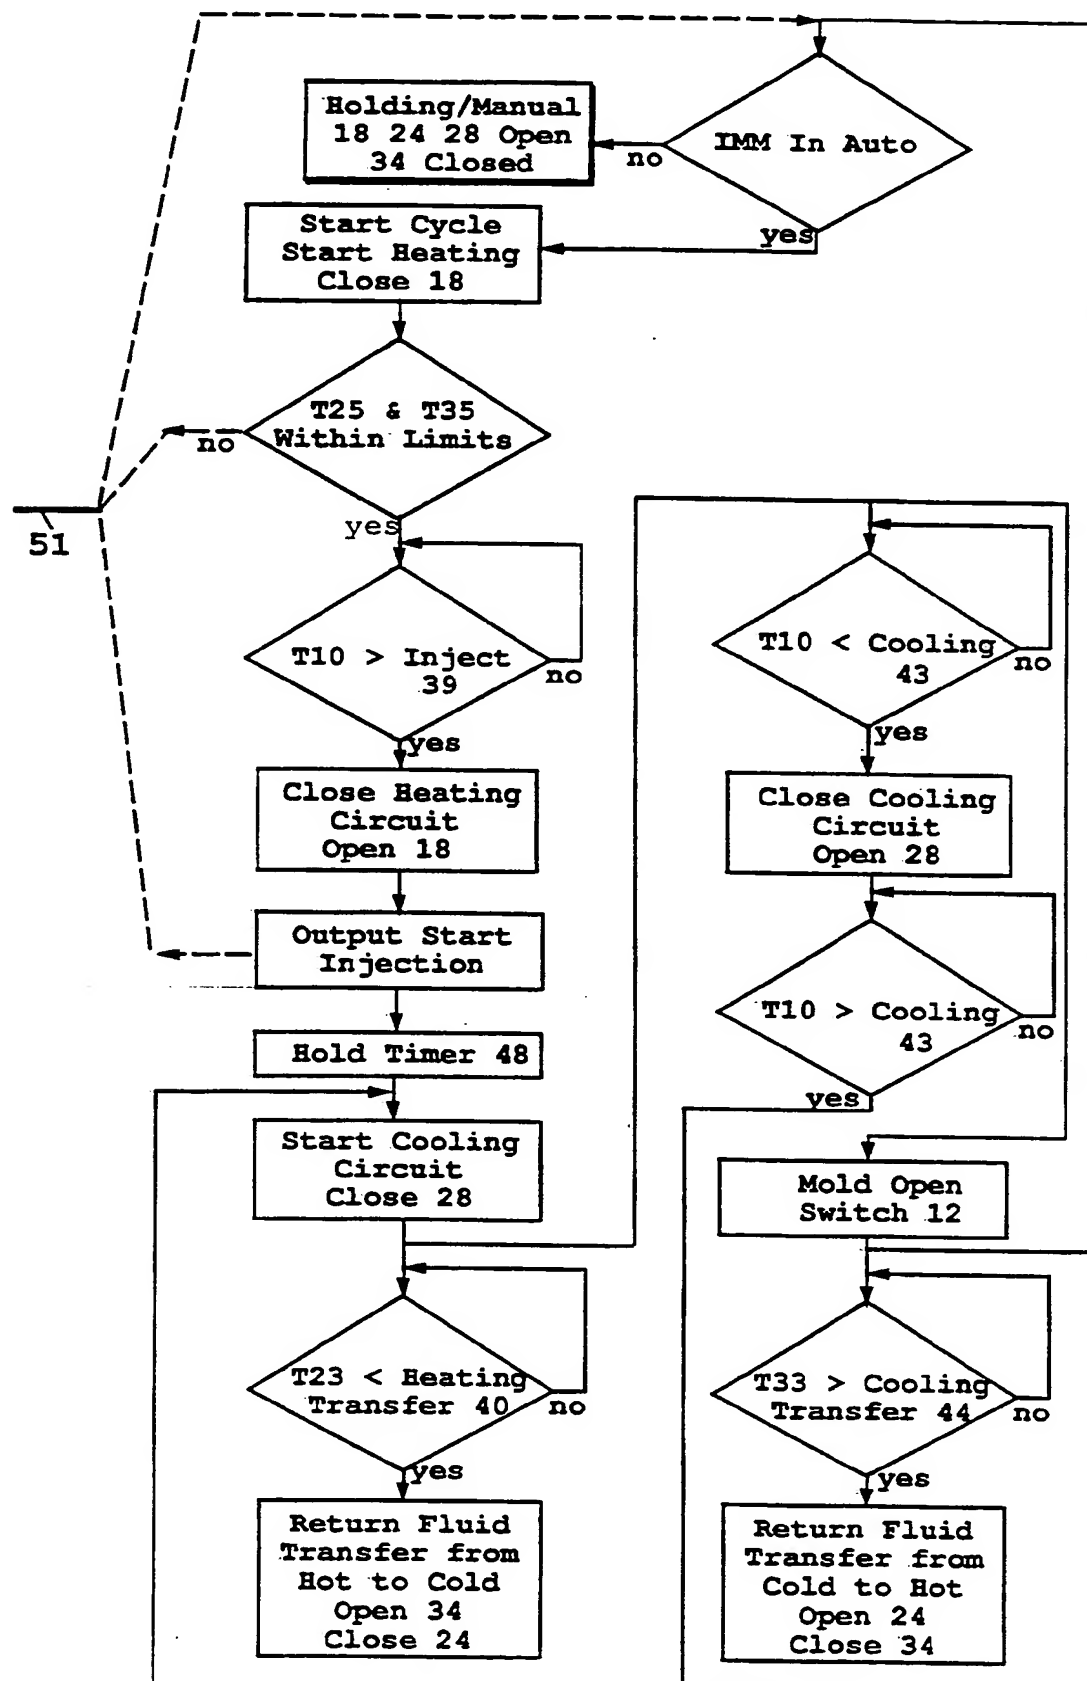 IMM In Auto
no
yes
Holding/Manual
18 24 28 Open
34 Closed
Start Cycle
Start Heating
Close 18
T25 & T35
Within Limits
no
yes
51
T10 > Inject
39
no
yes
Close Heating
Circuit
Open 18
Output Start
Injection
Hold Timer 48
Start Cooling
Circuit
Close 28
T23 < Heating
Transfer 40
no
yes
Return Fluid
Transfer from
Hot to Cold
Open 34
Close 24
T10 < Cooling
43
no
yes
Close Cooling
Circuit
Open 28
T10 > Cooling
43
no
yes
Mold Open
Switch 12
T33 > Cooling
Transfer 44
no
yes
Return Fluid
Transfer from
Cold to Hot
Open 24
Close 34